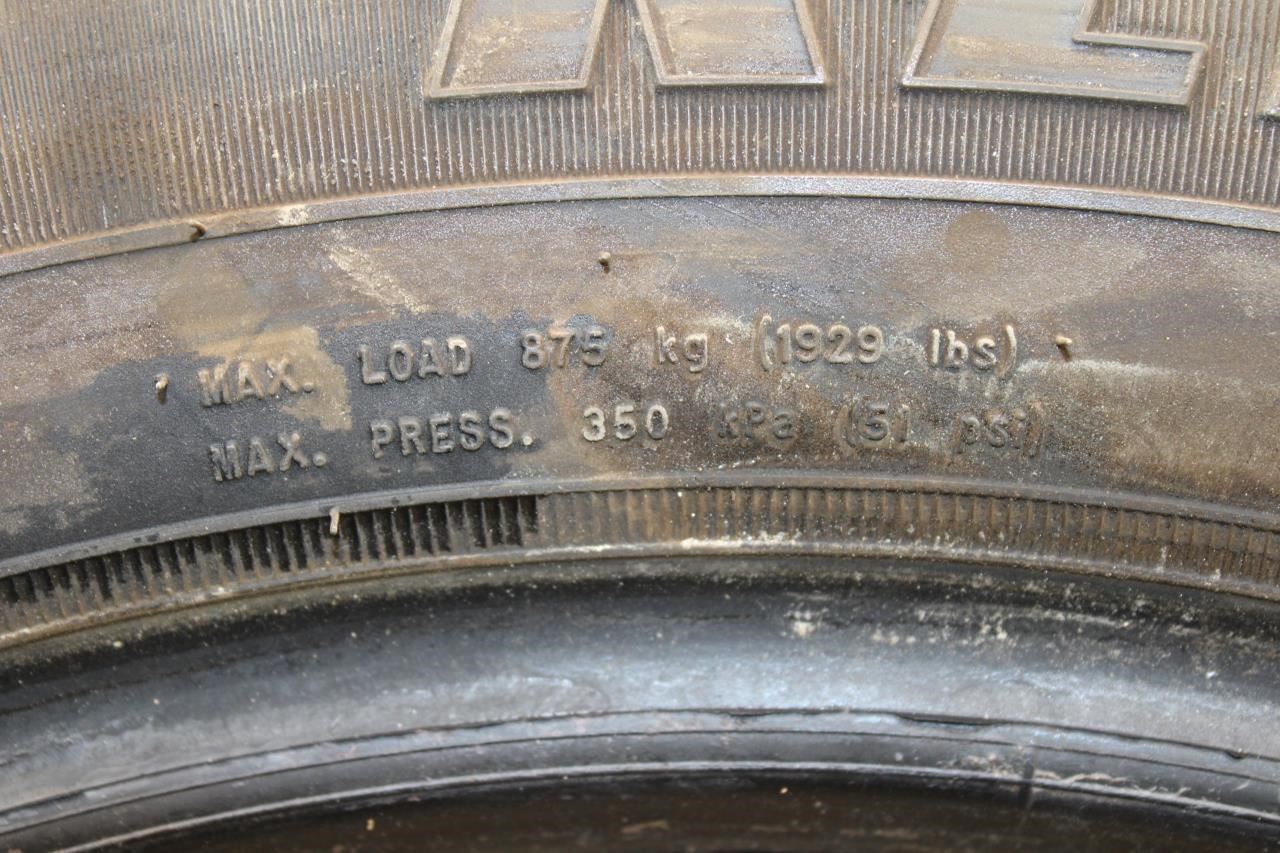 MAX. LOAD 875 kg (1929 lbs)
MAX. PRESS. 350 kPa (51 psi)